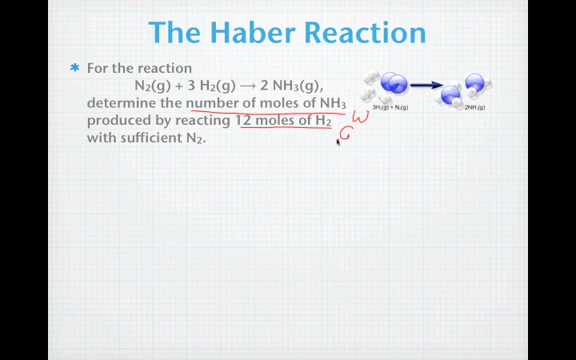 The Haber Reaction
* For the reaction
N₂(g) + 3 H₂(g) → 2 NH₃(g),
determine the number of moles of NH₃
produced by reacting 12 moles of H₂
with sufficient N₂.
3H₂(g) + N₂(g)
2NH₃(g)
W
G